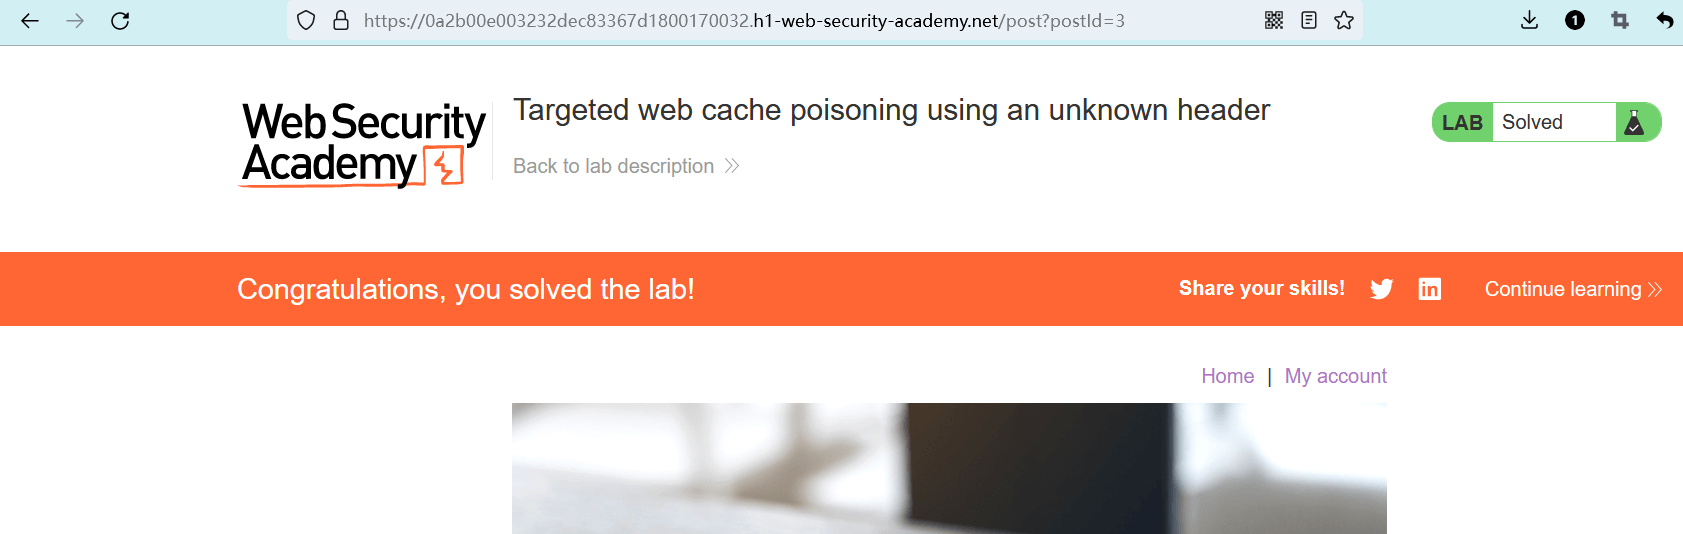 https://0a2b00e003232dec83367d1800170032.h1-web-security-academy.net/post?postId=3
1
Web Security
Academy
Targeted web cache poisoning using an unknown header
Back to lab description
LAB Solved
Congratulations, you solved the lab!
Share your skills!
in
Continue learning
Home | My account